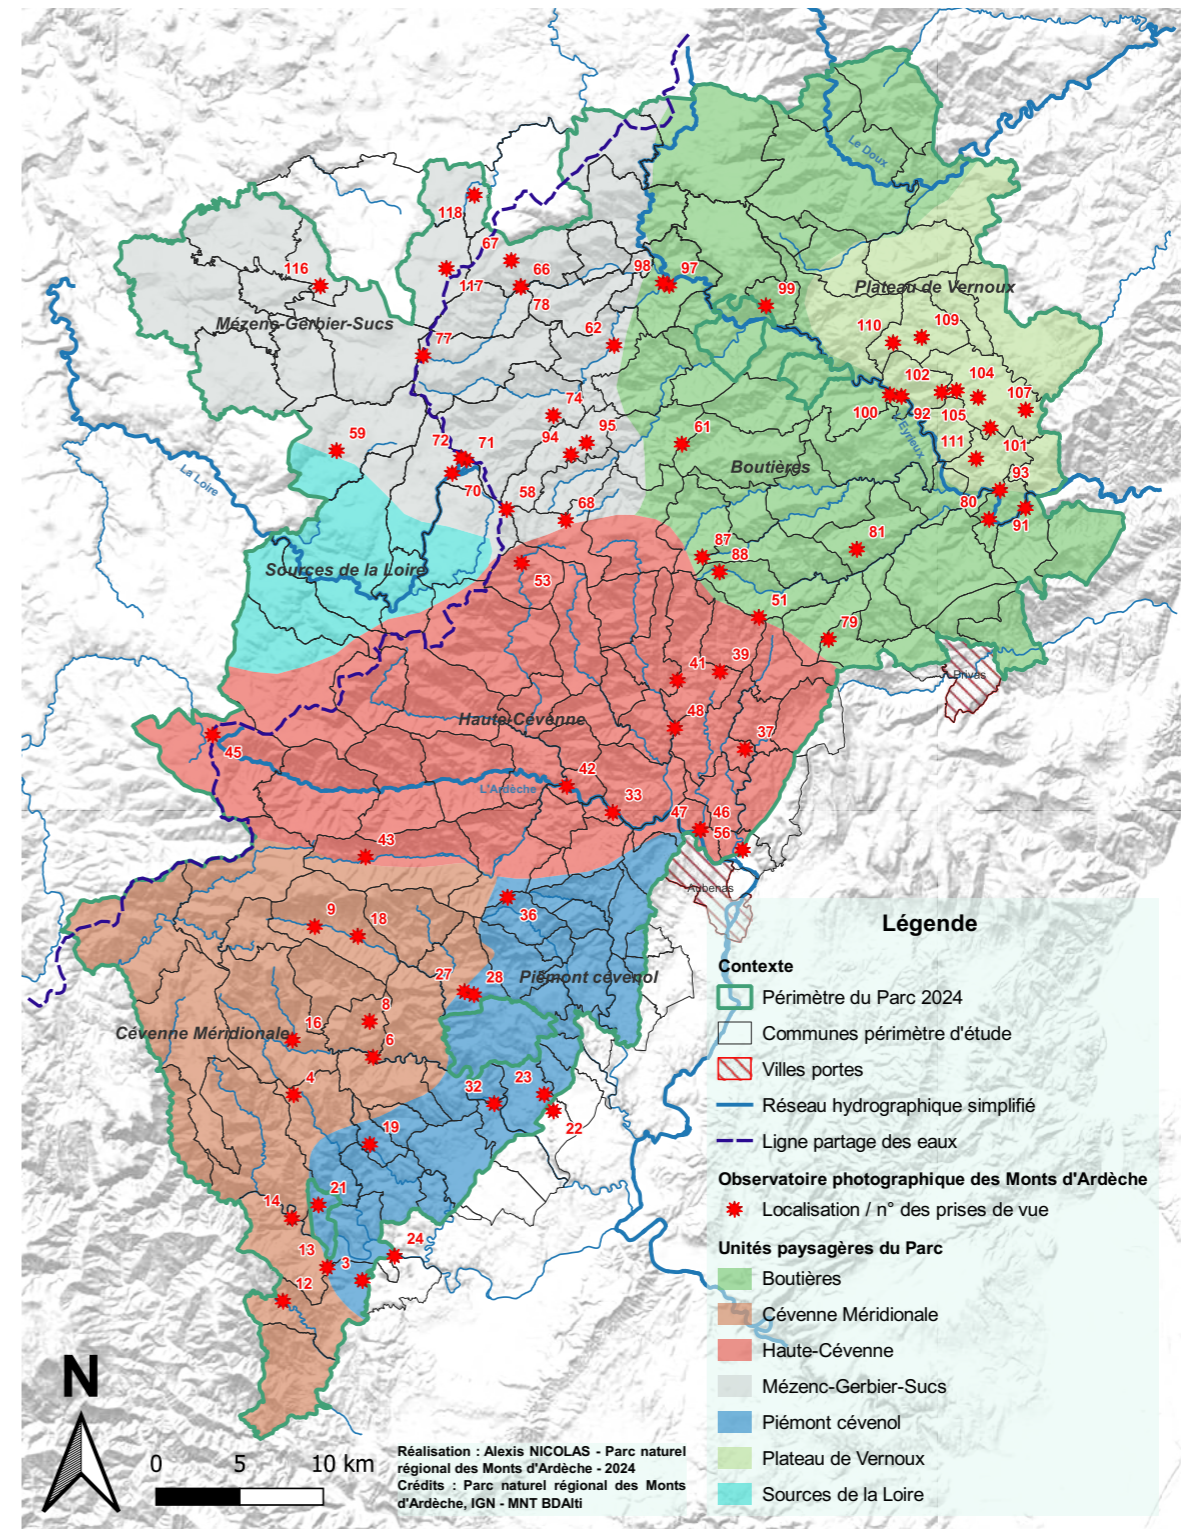 Le Doux
118
67
66
98
97
116
117
78
99
Plateau de Vernoux
Mézenc-Gerbier-Sucs
77
62
110
109
102
104
107
74
100
92
105
59
72
71
94
95
61
L'Eyrieux
111
101
La Loire
70
Boutières
93
58
68
80
91
87
88
81
Sources de la Loire
53
51
79
41
39
Privas
Haute-Cévenne
48
37
45
42
L'Ardèche
33
47
46
56
43
Aubenas
36
9
18
27
28
Piémont cévenol
8
Cévenne Méridionale
16
6
4
32
23
22
19
21
14
24
13
3
12
Légende
Contexte
Périmètre du Parc 2024
Communes périmètre d'étude
Villes portes
Réseau hydrographique simplifié
Ligne partage des eaux
Observatoire photographique des Monts d'Ardèche
Localisation / n° des prises de vue
Unités paysagères du Parc
Boutières
Cévenne Méridionale
Haute-Cévenne
Mézenc-Gerbier-Sucs
Piémont cévenol
Plateau de Vernoux
Sources de la Loire
N
0 5 10 km
Réalisation : Alexis NICOLAS - Parc naturel
régional des Monts d'Ardèche - 2024
Crédits : Parc naturel régional des Monts
d'Ardèche, IGN - MNT BDAlti